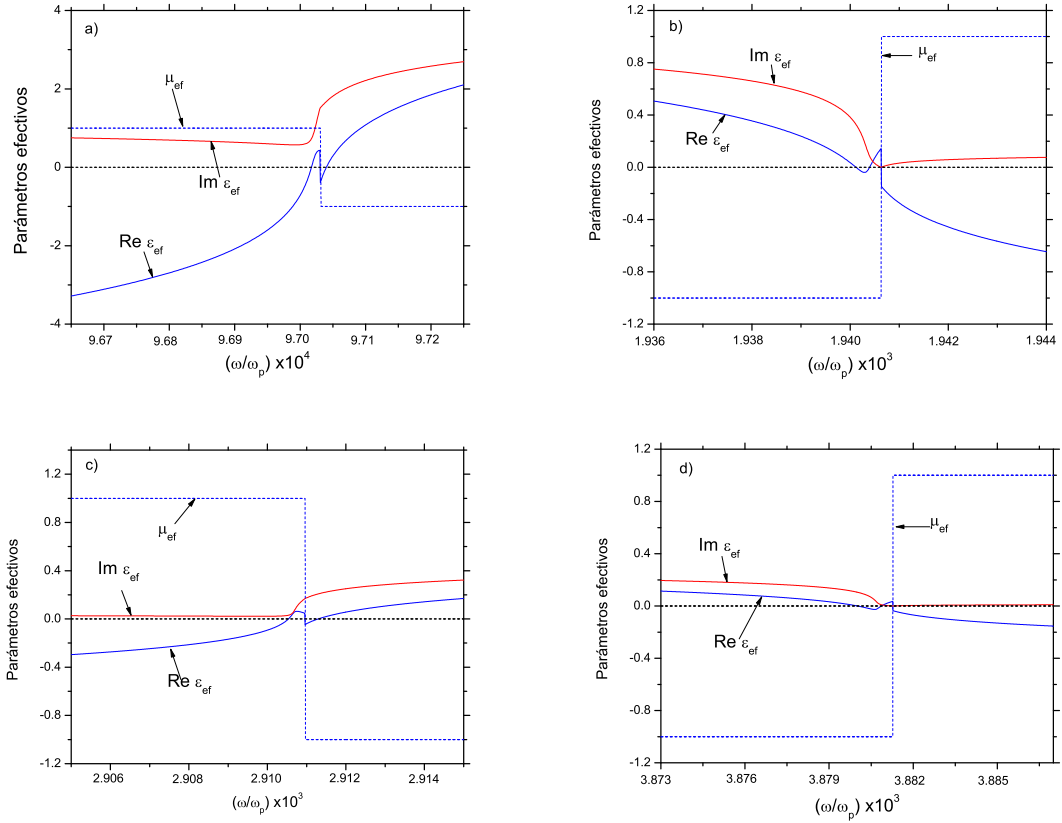 a)
4
2
0
-2
-4
Parámetros efectivos
μef
Im εef
Re εef
9.67
9.68
9.69
9.70
9.71
9.72
(ω/ωp) x10⁴
b)
1.2
0.8
0.4
0.0
-0.4
-0.8
-1.2
Parámetros efectivos
Im εef
μef
Re εef
1.936
1.938
1.940
1.942
1.944
(ω/ωp) x10³
c)
1.2
0.8
0.4
0.0
-0.4
-0.8
-1.2
Parámetros efectivos
μef
Im εef
Re εef
2.906
2.908
2.910
2.912
2.914
(ω/ωp) x10³
d)
1.2
0.8
0.4
0.0
-0.4
-0.8
-1.2
Parámetros efectivos
μef
Im εef
Re εef
3.873
3.876
3.879
3.882
3.885
(ω/ωp) x10³